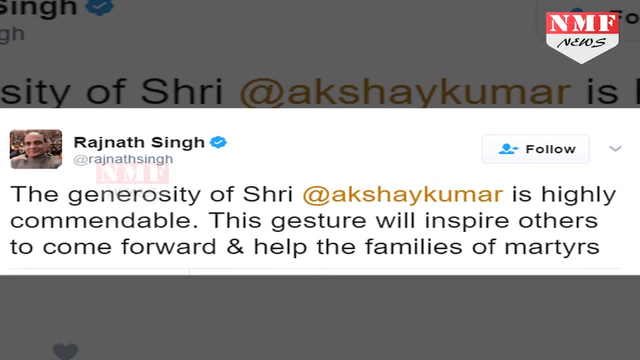 Singh
NMF
NEWS
Fo
gh
sity of Shri @akshaykumar is
Rajnath Singh
@rajnathsingh
Follow
NMF
The generosity of Shri @akshaykumar is highly
commendable. This gesture will inspire others
to come forward & help the families of martyrs